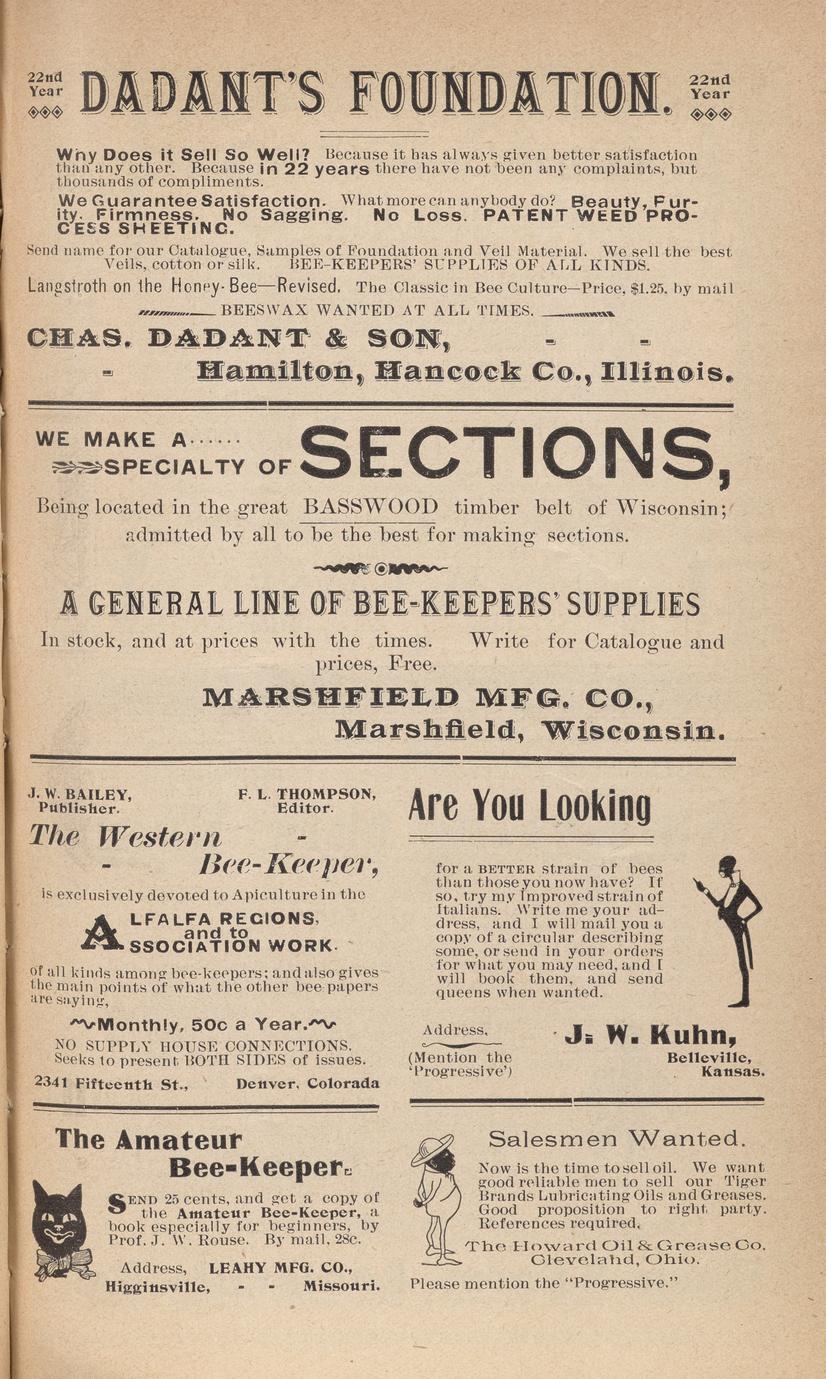 22nd Year DADANT'S FOUNDATION. 22nd Year
Why Does it Sell So Well? Because it has always given better satisfaction
than any other. Because in 22 years there have not been any complaints, but
thousands of compliments.
We Guarantee Satisfaction. What more can anybody do? Beauty, Pur-
ity, Firmness, No Sagging. No Loss. PATENT WEED PRO-
CESS SHEETING.
Send name for our Catalogue, Samples of Foundation and Veil Material. We sell the best
Veils, cotton or silk. BEE-KEEPERS' SUPPLIES OF ALL KINDS.
Langstroth on the Honey-Bee—Revised, The Classic in Bee Culture—Price, $1.25, by mail
BEESWAX WANTED AT ALL TIMES.
CHAS. DADANT & SON, - -
- Hamilton, Hancock Co., Illinois.
WE MAKE A......
SPECIALTY OF SECTIONS,
Being located in the great BASSWOOD timber belt of Wisconsin;
admitted by all to be the best for making sections.
A GENERAL LINE OF BEE-KEEPERS' SUPPLIES
In stock, and at prices with the times. Write for Catalogue and
prices, Free.
MARSHFIELD MFG. CO.,
Marshfield, Wisconsin.
J. W. BAILEY, F. L. THOMPSON,
Publisher. Editor.
The Western -
- Bee-Keeper,
is exclusively devoted to Apiculture in the
ALFALFA REGIONS,
and to
ASSOCIATION WORK.
of all kinds among bee-keepers; and also gives
the main points of what the other bee papers
are saying,
Monthly, 50c a Year.
NO SUPPLY HOUSE CONNECTIONS.
Seeks to present BOTH SIDES of issues.
2341 Fifteenth St., Denver, Colorada
Are You Looking
for a BETTER strain of bees
than those you now have? If
so, try my improved strain of
Italians. Write me your ad-
dress, and I will mail you a
copy of a circular describing
some, or send in your orders
for what you may need, and I
will book them, and send
queens when wanted.
Address, J. W. Kuhn,
(Mention the Belleville,
'Progressive') Kansas.
The Amateur
Bee-Keeper.
SEND 25 cents, and get a copy of
the Amateur Bee-Keeper, a
book especially for beginners, by
Prof. J. W. Rouse. By mail, 28c.
Address, LEAHY MFG. CO.,
Higginsville, - - Missouri.
Salesmen Wanted.
Now is the time to sell oil. We want
good reliable men to sell our Tiger
Brands Lubricating Oils and Greases.
Good proposition to right party.
References required.
The Howard Oil & Grease Co.
Cleveland, Ohio.
Please mention the "Progressive."